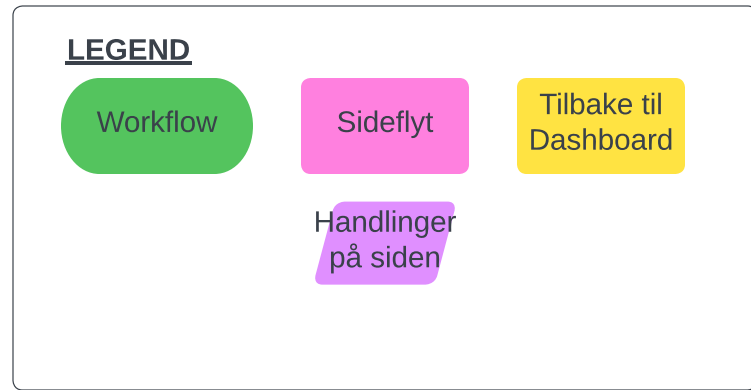 LEGEND
Workflow
Sideflyt
Tilbake til
Dashboard
Handlinger
på siden